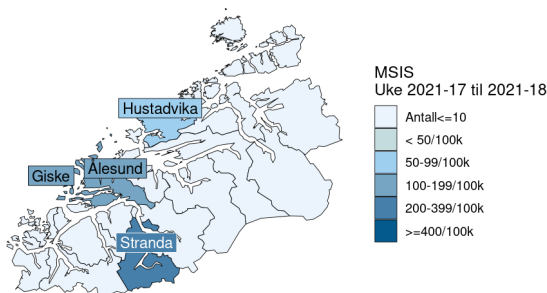 MSIS
Uke 2021-17 til 2021-18
Hustadvika
Antall<=10
< 50/100k
50-99/100k
Ålesund
Giske
100-199/100k
200-399/100k
Stranda
>=400/100k